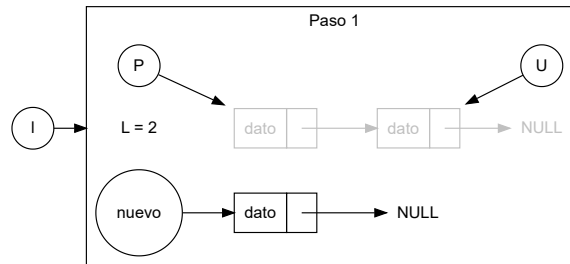 Paso 1
P
U
I
L = 2
dato
dato
NULL
nuevo
dato
NULL